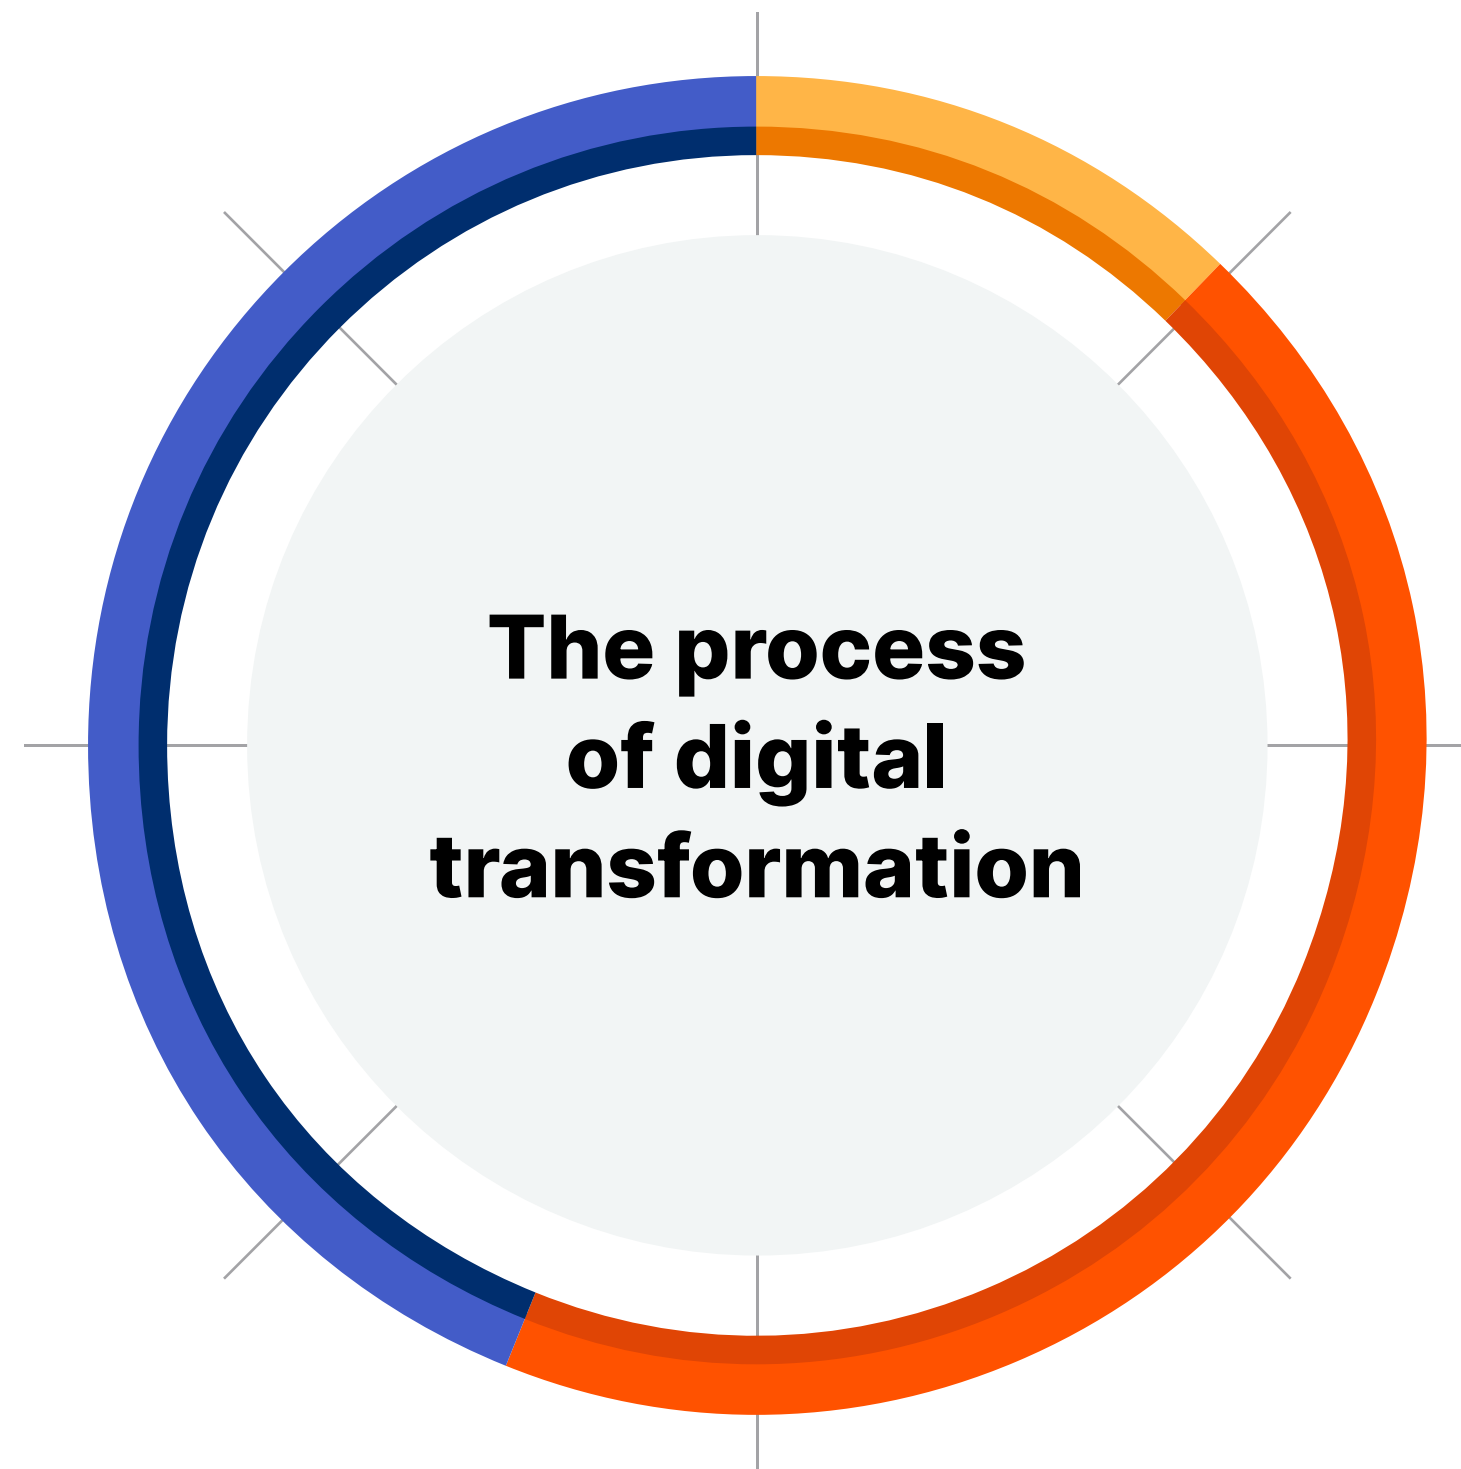 The process
of digital
transformation